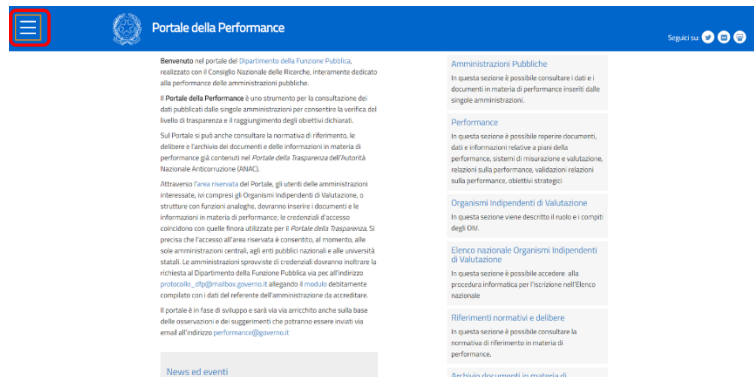 Portale della Performance
Seguici su
Benvenuto nel portale del Dipartimento della Funzione Pubblica,
realizzato con il Consiglio Nazionale delle Ricerche, interamente dedicato
alla performance delle amministrazioni pubbliche.
Il Portale della Performance è uno strumento per la consultazione dei
dati pubblicati dalle singole amministrazioni per consentire la verifica del
livello di trasparenza e il raggiungimento degli obiettivi dichiarati.
Sul Portale si può anche consultare la normativa di riferimento, le
delibere e l'archivio dei documenti e delle informazioni in materia di
performance già contenuti nel Portale della Trasparenza dell'Autorità
Nazionale Anticorruzione (ANAC).
Attraverso l'area riservata del Portale, gli utenti delle amministrazioni
interessate, ivi compresi gli Organismi Indipendenti di Valutazione, o
strutture con funzioni analoghe, dovranno inserire i documenti e le
informazioni in materia di performance; le credenziali d'accesso
coincidono con quelle finora utilizzate per il Portale della Trasparenza. Si
precisa che l'accesso all'area riservata è consentito, al momento, alle
sole amministrazioni centrali, agli enti pubblici nazionali e alle università
statali. Le amministrazioni sprovviste di credenziali dovranno inoltrare la
richiesta al Dipartimento della Funzione Pubblica via pec all'indirizzo
protocollo_dfp@mailbox.governo.it allegando il modulo debitamente
compilato con i dati del referente dell'amministrazione da accreditare.
Il portale è in fase di sviluppo e sarà via via arricchito anche sulla base
delle osservazioni e dei suggerimenti che potranno essere inviati via
email all'indirizzo performance@governo.it
News ed eventi
Amministrazioni Pubbliche
In questa sezione è possibile consultare i dati e i
documenti in materia di performance inseriti dalle
singole amministrazioni.
Performance
In questa sezione è possibile reperire documenti,
dati e informazioni relative a piani della
performance, sistemi di misurazione e valutazione,
relazioni sulla performance, validazioni relazioni
sulla performance, obiettivi strategici
Organismi Indipendenti di Valutazione
In questa sezione viene descritto il ruolo e i compiti
degli OIV.
Elenco nazionale Organismi Indipendenti
di Valutazione
In questa sezione è possibile accedere alla
procedura informatica per l'iscrizione nell'Elenco
nazionale
Riferimenti normativi e delibere
In questa sezione è possibile consultare la
normativa di riferimento in materia di
performance.
Archivio documenti in materia di